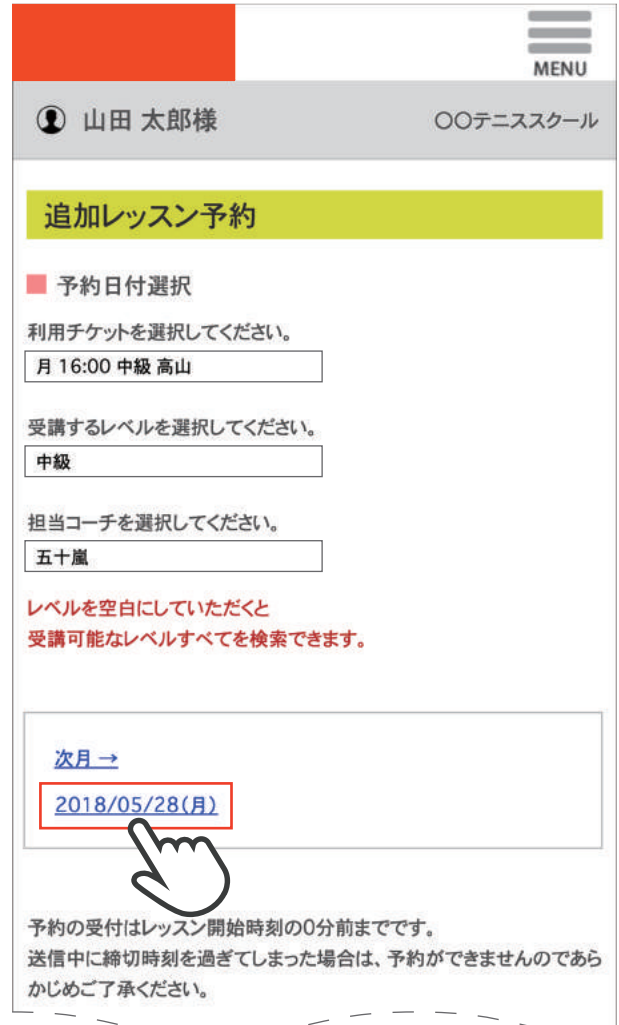 MENU
山田 太郎様
〇〇テニススクール
追加レッスン予約
予約日付選択
利用チケットを選択してください。
月 16:00 中級 高山
受講するレベルを選択してください。
中級
担当コーチを選択してください。
五十嵐
レベルを空白にしていただくと
受講可能なレベルすべてを検索できます。
次月 →
2018/05/28(月)
予約の受付はレッスン開始時刻の0分前までです。
送信中に締切時刻を過ぎてしまった場合は、予約ができませんのであら
かじめご了承ください。